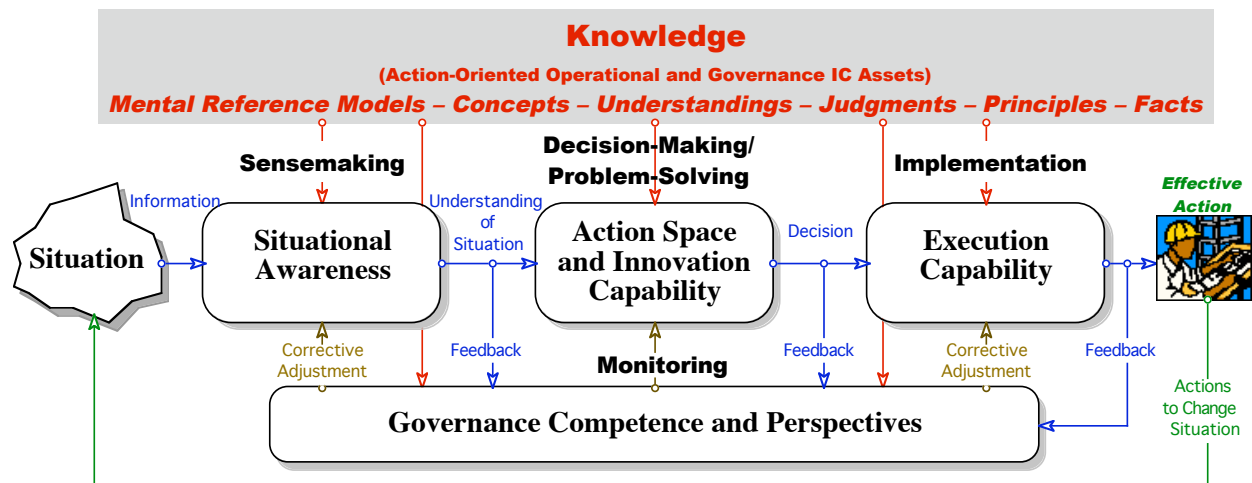 Knowledge
(Action-Oriented Operational and Governance IC Assets)
Mental Reference Models – Concepts – Understandings – Judgments – Principles – Facts
Sensemaking
Decision-Making/
Problem-Solving
Implementation
Effective
Action
Information
Understanding
of
Situation
Decision
Situation
Situational
Awareness
Action Space
and Innovation
Capability
Execution
Capability
Corrective
Adjustment
Feedback
Monitoring
Feedback
Corrective
Adjustment
Feedback
Actions
to Change
Situation
Governance Competence and Perspectives